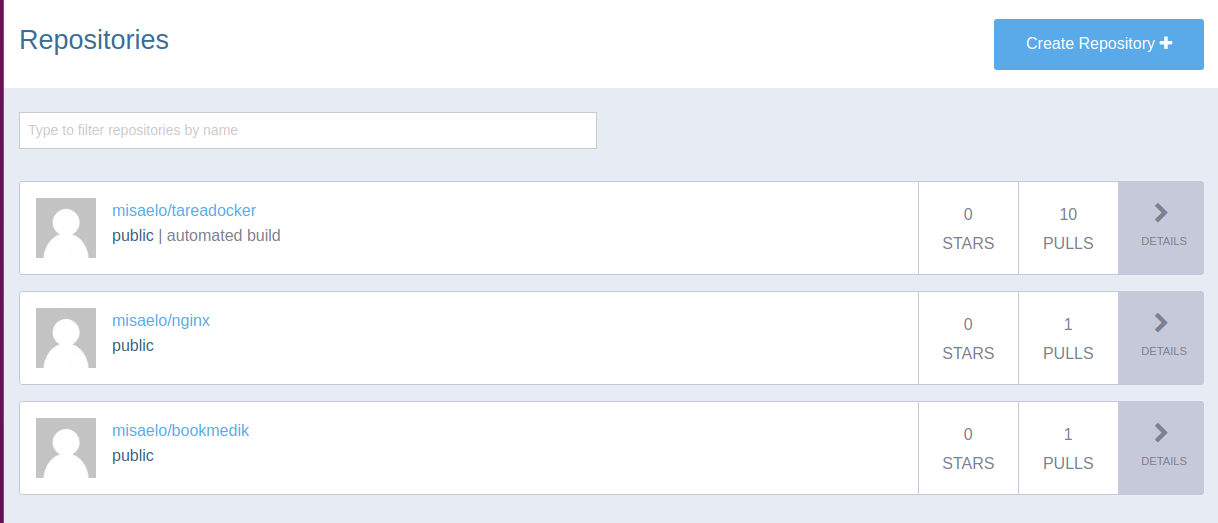 Repositories
Create Repository
Type to filter repositories by name
misaelo/tareadocker
public | automated build
0
STARS
10
PULLS
DETAILS
misaelo/nginx
public
0
STARS
1
PULLS
DETAILS
misaelo/bookmedik
public
0
STARS
1
PULLS
DETAILS